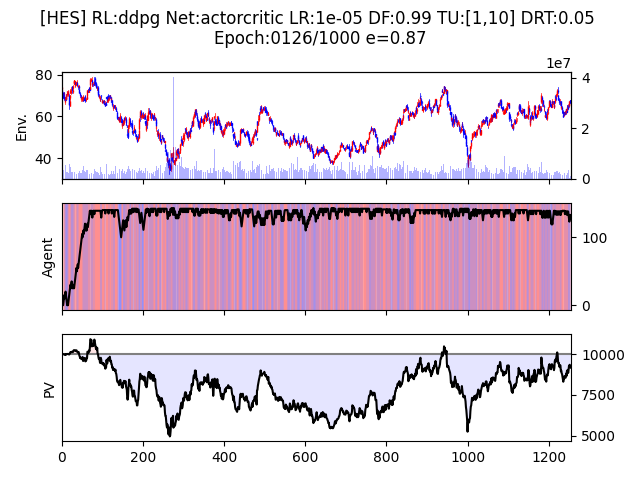 [HES] RL:ddpg Net:actorcritic LR:1e-05 DF:0.99 TU:[1,10] DRT:0.05
Epoch:0126/1000 e=0.87
1e7
80
60
40
Env.
4
2
0
Agent
100
0
PV
10000
7500
5000
0 200 400 600 800 1000 1200